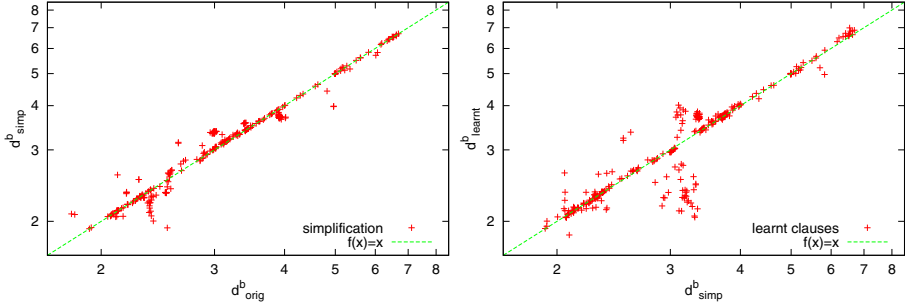 8
7
6
5
4
3
2
2 3 4 5 6 7 8
d^b_simp
d^b_orig
simplification
f(x)=x
8
7
6
5
4
3
2
2 3 4 5 6 7 8
d^b_learnt
d^b_simp
learnt clauses
f(x)=x